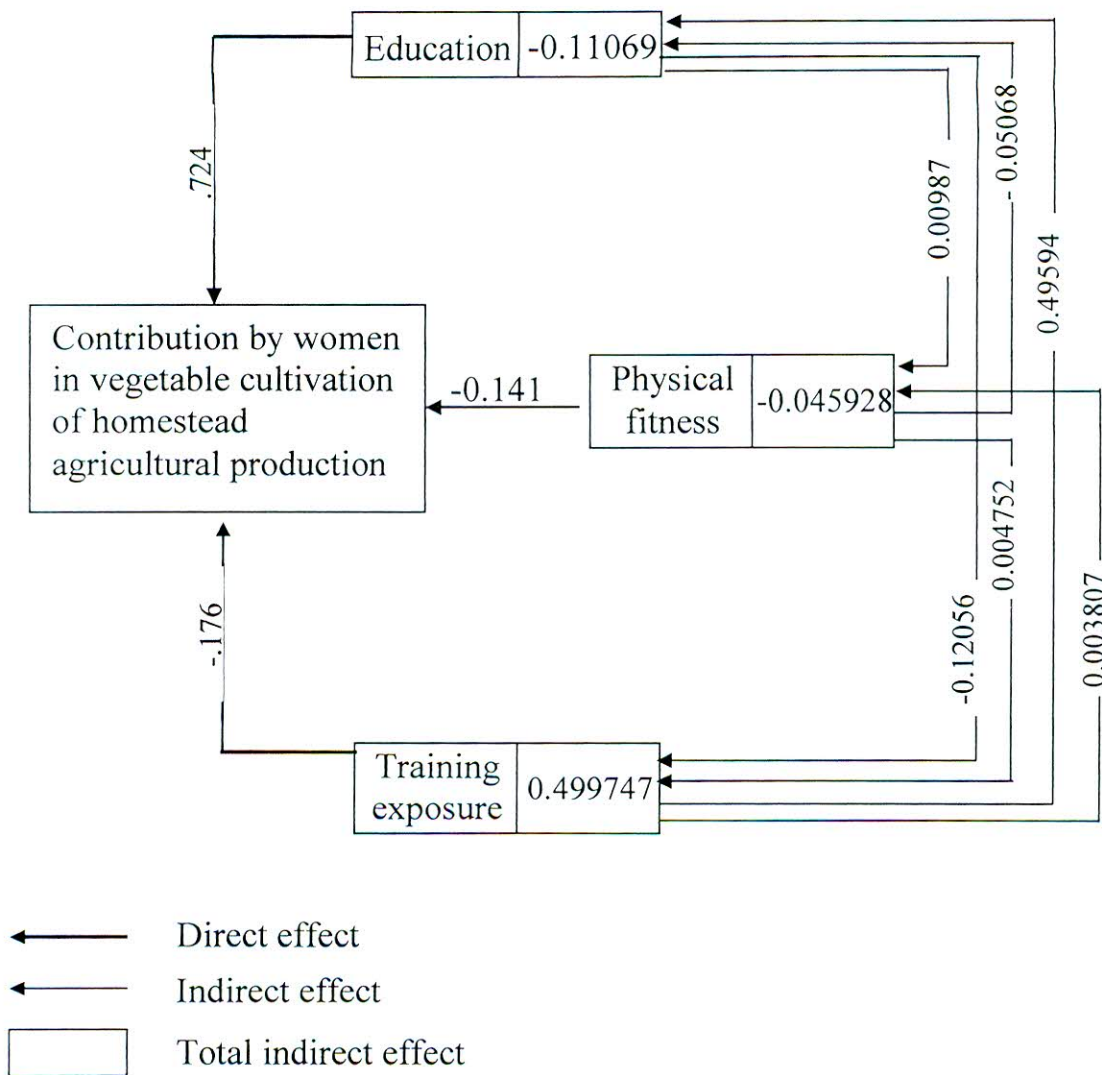 Education
-0.11069
.724
0.00987
- 0.05068
0.49594
Contribution by women
in vegetable cultivation
of homestead
agricultural production
-0.141
Physical
fitness
-0.045928
-.176
-0.12056
0.004752
0.003807
Training
exposure
0.499747
Direct effect
Indirect effect
Total indirect effect